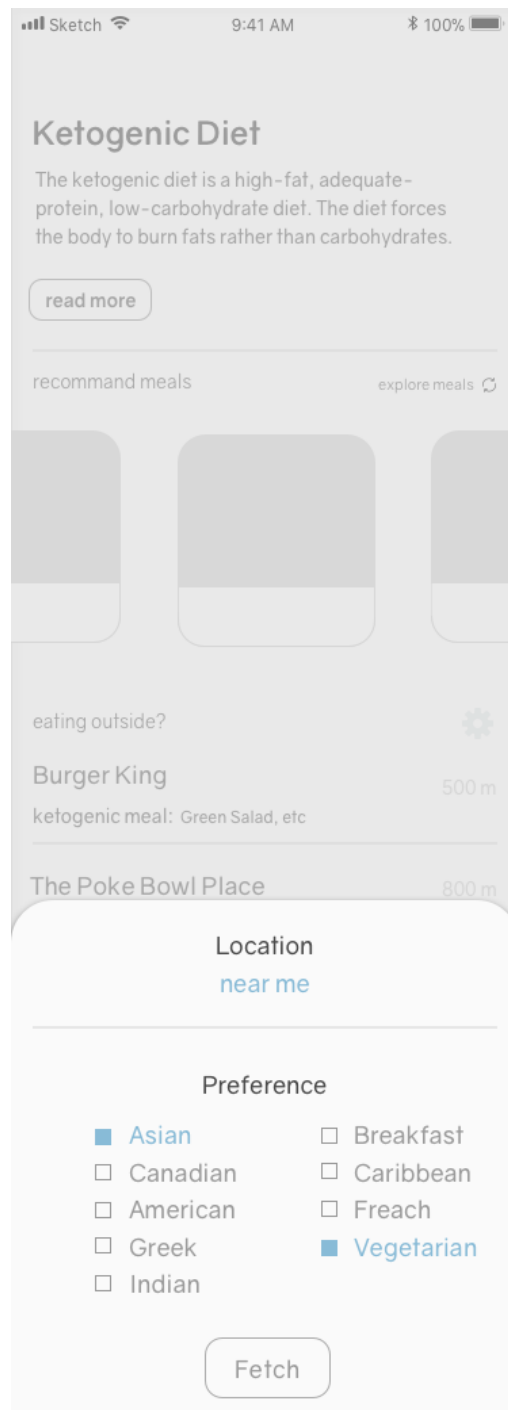 Sketch 9:41 AM 100%
Ketogenic Diet
The ketogenic diet is a high-fat, adequate-
protein, low-carbohydrate diet. The diet forces
the body to burn fats rather than carbohydrates.
read more
recommand meals explore meals
eating outside?
Burger King 500 m
ketogenic meal: Green Salad, etc
The Poke Bowl Place 800 m
Location
near me
Preference
Asian Breakfast
Canadian Caribbean
American Freach
Greek Vegetarian
Indian
Fetch